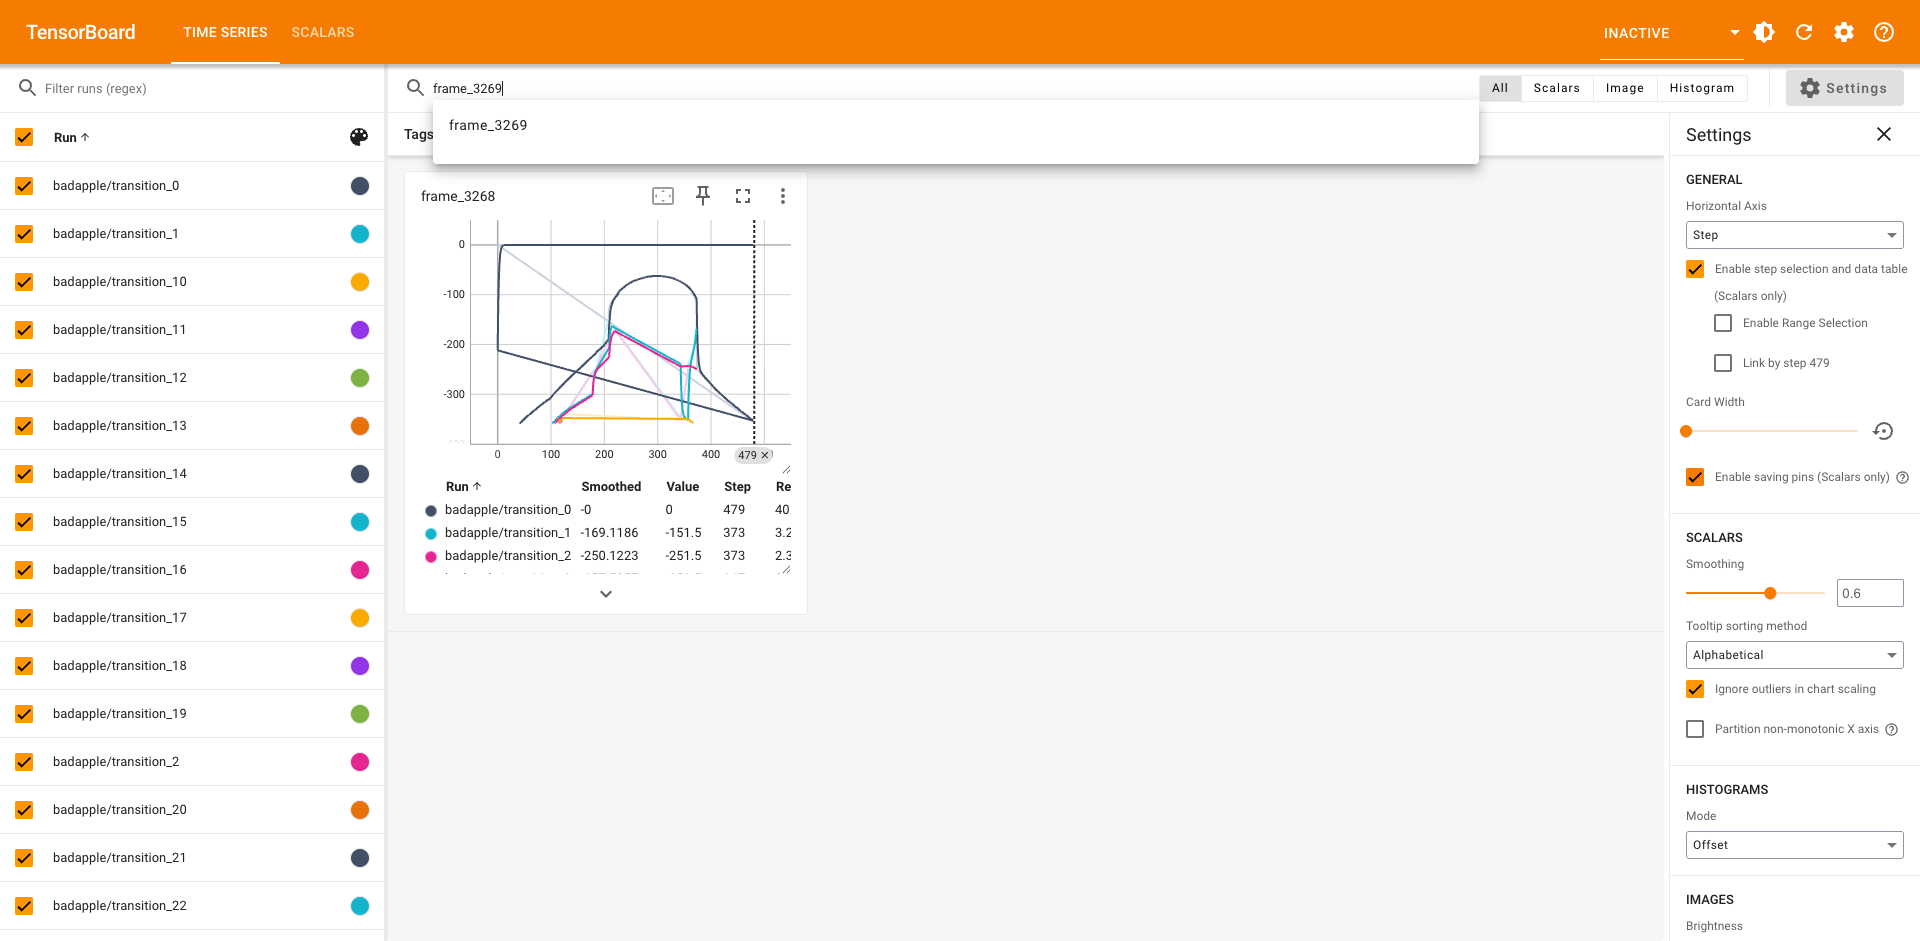 TensorBoard TIME SERIES SCALARS INACTIVE
Filter runs (regex)
frame_3269
All Scalars Image Histogram
Settings
frame_3269
Run
badapple/transition_0
badapple/transition_1
badapple/transition_10
badapple/transition_11
badapple/transition_12
badapple/transition_13
badapple/transition_14
badapple/transition_15
badapple/transition_16
badapple/transition_17
badapple/transition_18
badapple/transition_19
badapple/transition_2
badapple/transition_20
badapple/transition_21
badapple/transition_22
Tags
frame_3268
0
-100
-200
-300
0 100 200 300 400 479
Run Smoothed Value Step Re
badapple/transition_0 -0 0 479 40
badapple/transition_1 -169.1186 -151.5 373 3.2
badapple/transition_2 -250.1223 -251.5 373 2.3
Settings
GENERAL
Horizontal Axis
Step
Enable step selection and data table
(Scalars only)
Enable Range Selection
Link by step 479
Card Width
Enable saving pins (Scalars only)
SCALARS
Smoothing
0.6
Tooltip sorting method
Alphabetical
Ignore outliers in chart scaling
Partition non-monotonic X axis
HISTOGRAMS
Mode
Offset
IMAGES
Brightness